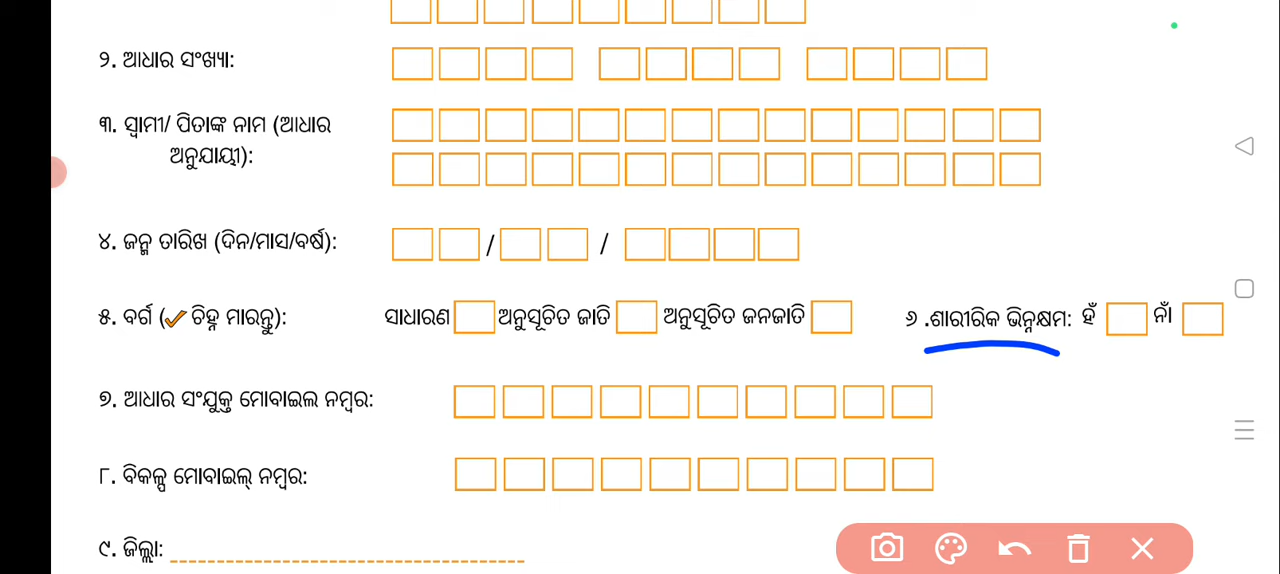 ୨. ଆଧାର ସଂଖ୍ୟା:
୩. ସ୍ୱାମୀ/ ପିତାଙ୍କ ନାମ (ଆଧାର
ଅନୁଯାୟୀ):
୪. ଜନ୍ମ ତାରିଖ (ଦିନ/ମାସ/ବର୍ଷ): / /
୫. ବର୍ଗ (✓ ଚିହ୍ନ ମାରନ୍ତୁ): ସାଧାରଣ ଅନୁସୂଚିତ ଜାତି ଅନୁସୂଚିତ ଜନଜାତି ୬ .ଶାରୀରିକ ଭିନ୍ନକ୍ଷମ: ହଁ ନାଁ
୭. ଆଧାର ସଂଯୁକ୍ତ ମୋବାଇଲ ନମ୍ବର:
୮. ବିକଳ୍ପ ମୋବାଇଲ୍ ନମ୍ବର:
୯. ଜିଲ୍ଲା: